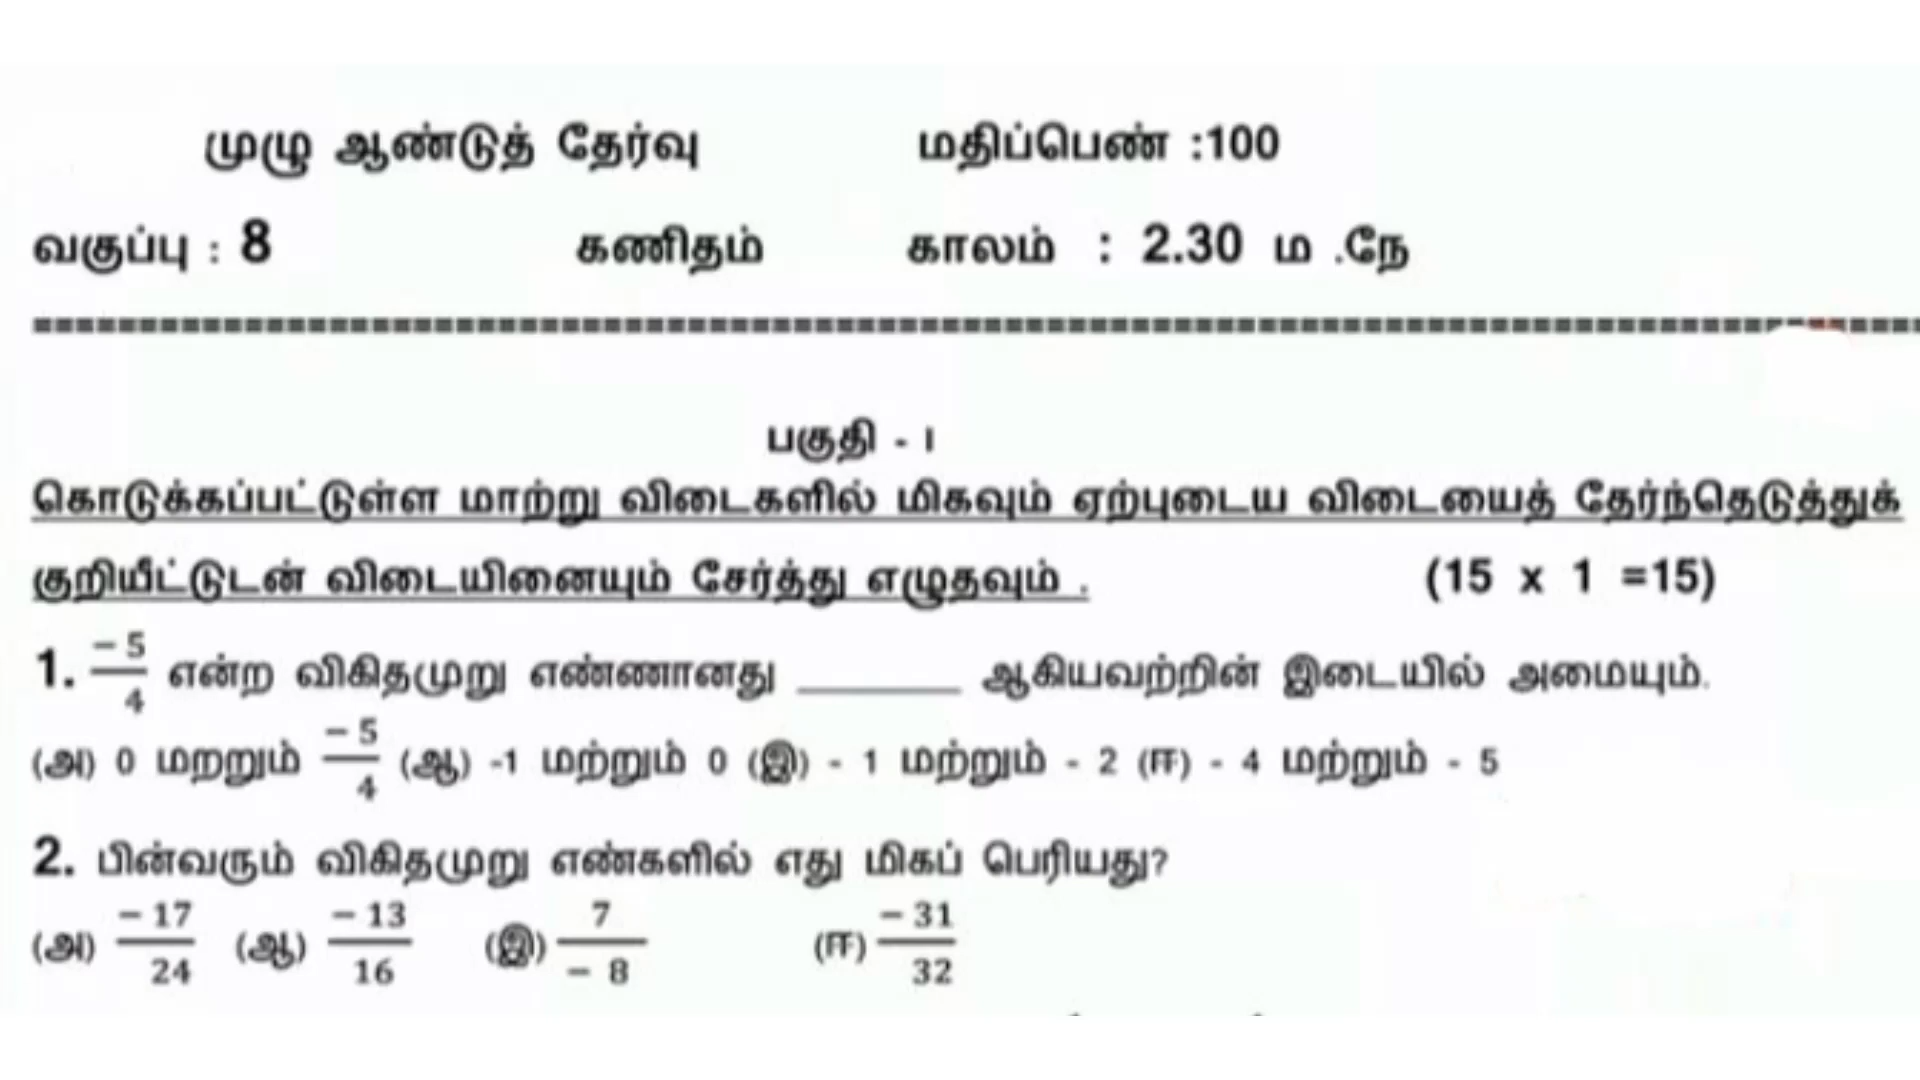 முழு ஆண்டுத் தேர்வு மதிப்பெண் :100
வகுப்பு : 8 கணிதம் காலம் : 2.30 ம .நே
பகுதி - I
கொடுக்கப்பட்டுள்ள மாற்று விடைகளில் மிகவும் ஏற்புடைய விடையைத் தேர்ந்தெடுத்துக்
குறியீட்டுடன் விடையினையும் சேர்த்து எழுதவும் . (15 x 1 =15)
1. −5/4 என்ற விகிதமுறு எண்ணானது ______ ஆகியவற்றின் இடையில் அமையும்.
(அ) 0 மறறும் −5/4 (ஆ) -1 மற்றும் 0 (இ) - 1 மற்றும் - 2 (ஈ) - 4 மற்றும் - 5
2. பின்வரும் விகிதமுறு எண்களில் எது மிகப் பெரியது?
(அ) −17/24 (ஆ) −13/16 (இ) 7/−8 (ஈ) −31/32